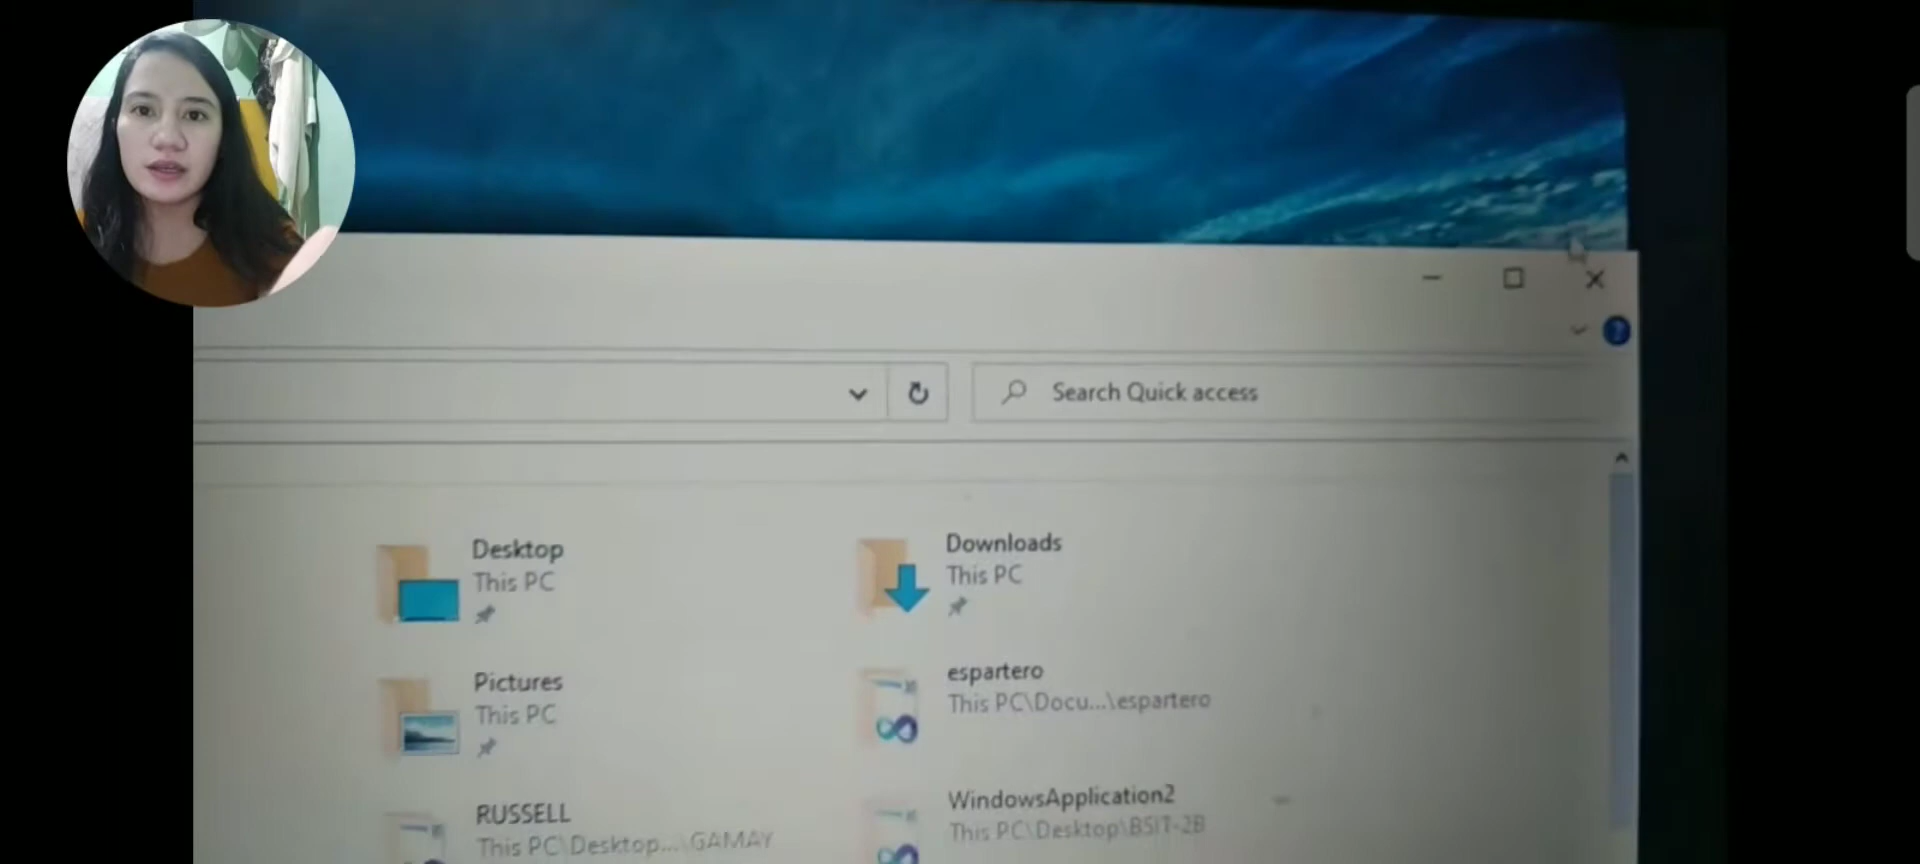 Search Quick access
Desktop
This PC
Downloads
This PC
Pictures
This PC
espartero
This PC\Docu...\espartero
RUSSELL
This PC\Desktop...\GAMAY
WindowsApplication2
This PC\Desktop\BSIT-2B